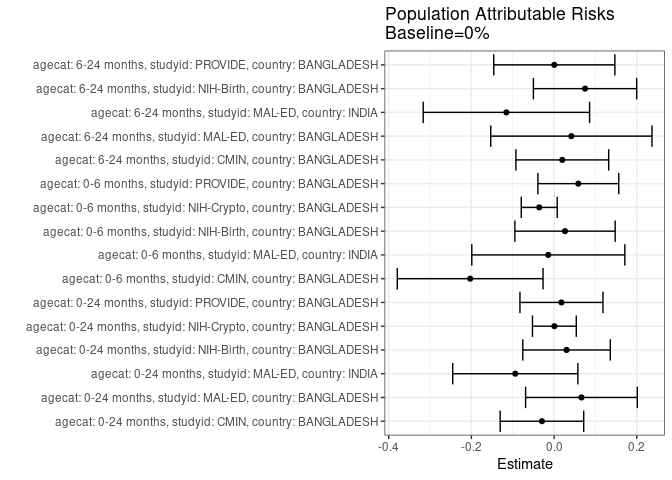 Population Attributable Risks
Baseline=0%
agecat: 6-24 months, studyid: PROVIDE, country: BANGLADESH
agecat: 6-24 months, studyid: NIH-Birth, country: BANGLADESH
agecat: 6-24 months, studyid: MAL-ED, country: INDIA
agecat: 6-24 months, studyid: MAL-ED, country: BANGLADESH
agecat: 6-24 months, studyid: CMIN, country: BANGLADESH
agecat: 0-6 months, studyid: PROVIDE, country: BANGLADESH
agecat: 0-6 months, studyid: NIH-Crypto, country: BANGLADESH
agecat: 0-6 months, studyid: NIH-Birth, country: BANGLADESH
agecat: 0-6 months, studyid: MAL-ED, country: INDIA
agecat: 0-6 months, studyid: CMIN, country: BANGLADESH
agecat: 0-24 months, studyid: PROVIDE, country: BANGLADESH
agecat: 0-24 months, studyid: NIH-Crypto, country: BANGLADESH
agecat: 0-24 months, studyid: NIH-Birth, country: BANGLADESH
agecat: 0-24 months, studyid: MAL-ED, country: INDIA
agecat: 0-24 months, studyid: MAL-ED, country: BANGLADESH
agecat: 0-24 months, studyid: CMIN, country: BANGLADESH
-0.4 -0.2 0.0 0.2
Estimate